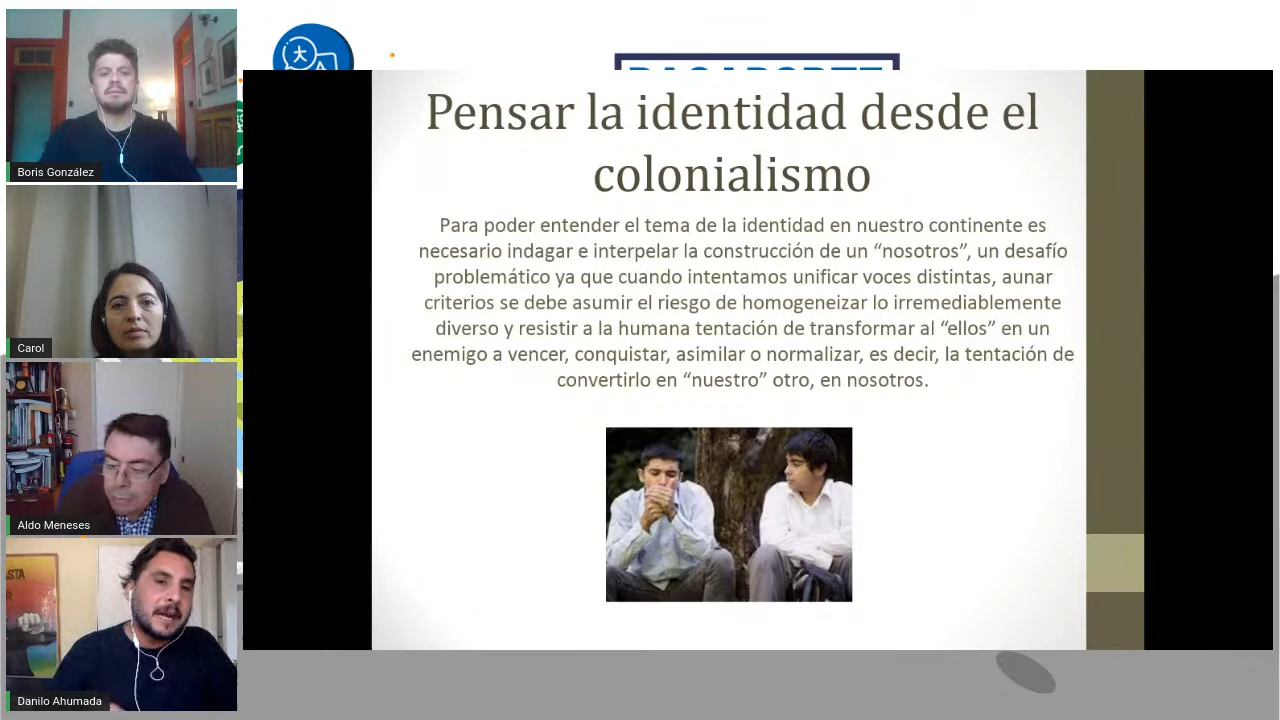 PASAPORTE
Pensar la identidad desde el
colonialismo
Para poder entender el tema de la identidad en nuestro continente es
necesario indagar e interpelar la construcción de un “nosotros”, un desafío
problemático ya que cuando intentamos unificar voces distintas, aunar
criterios se debe asumir el riesgo de homogeneizar lo irremediablemente
diverso y resistir a la humana tentación de transformar al “ellos” en un
enemigo a vencer, conquistar, asimilar o normalizar, es decir, la tentación de
convertirlo en “nuestro” otro, en nosotros.
Boris González
Carol
Aldo Meneses
Danilo Ahumada